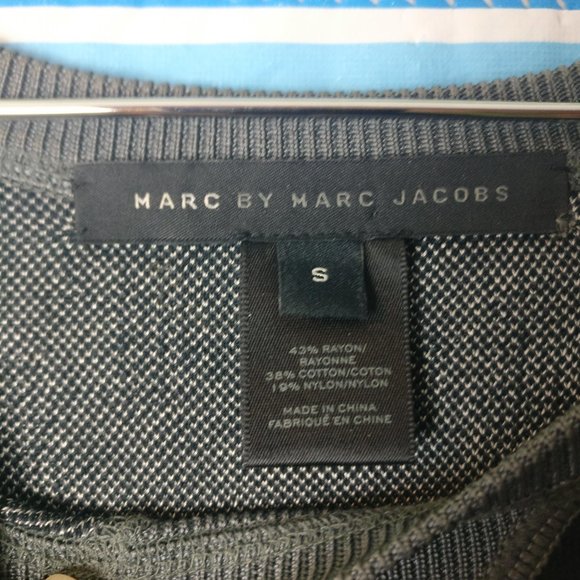 MARC BY MARC JACOBS
S
43% RAYON/
RAYONNE
38% COTTON/COTON
19% NYLON/NYLON
MADE IN CHINA
FABRIQUÉ EN CHINE